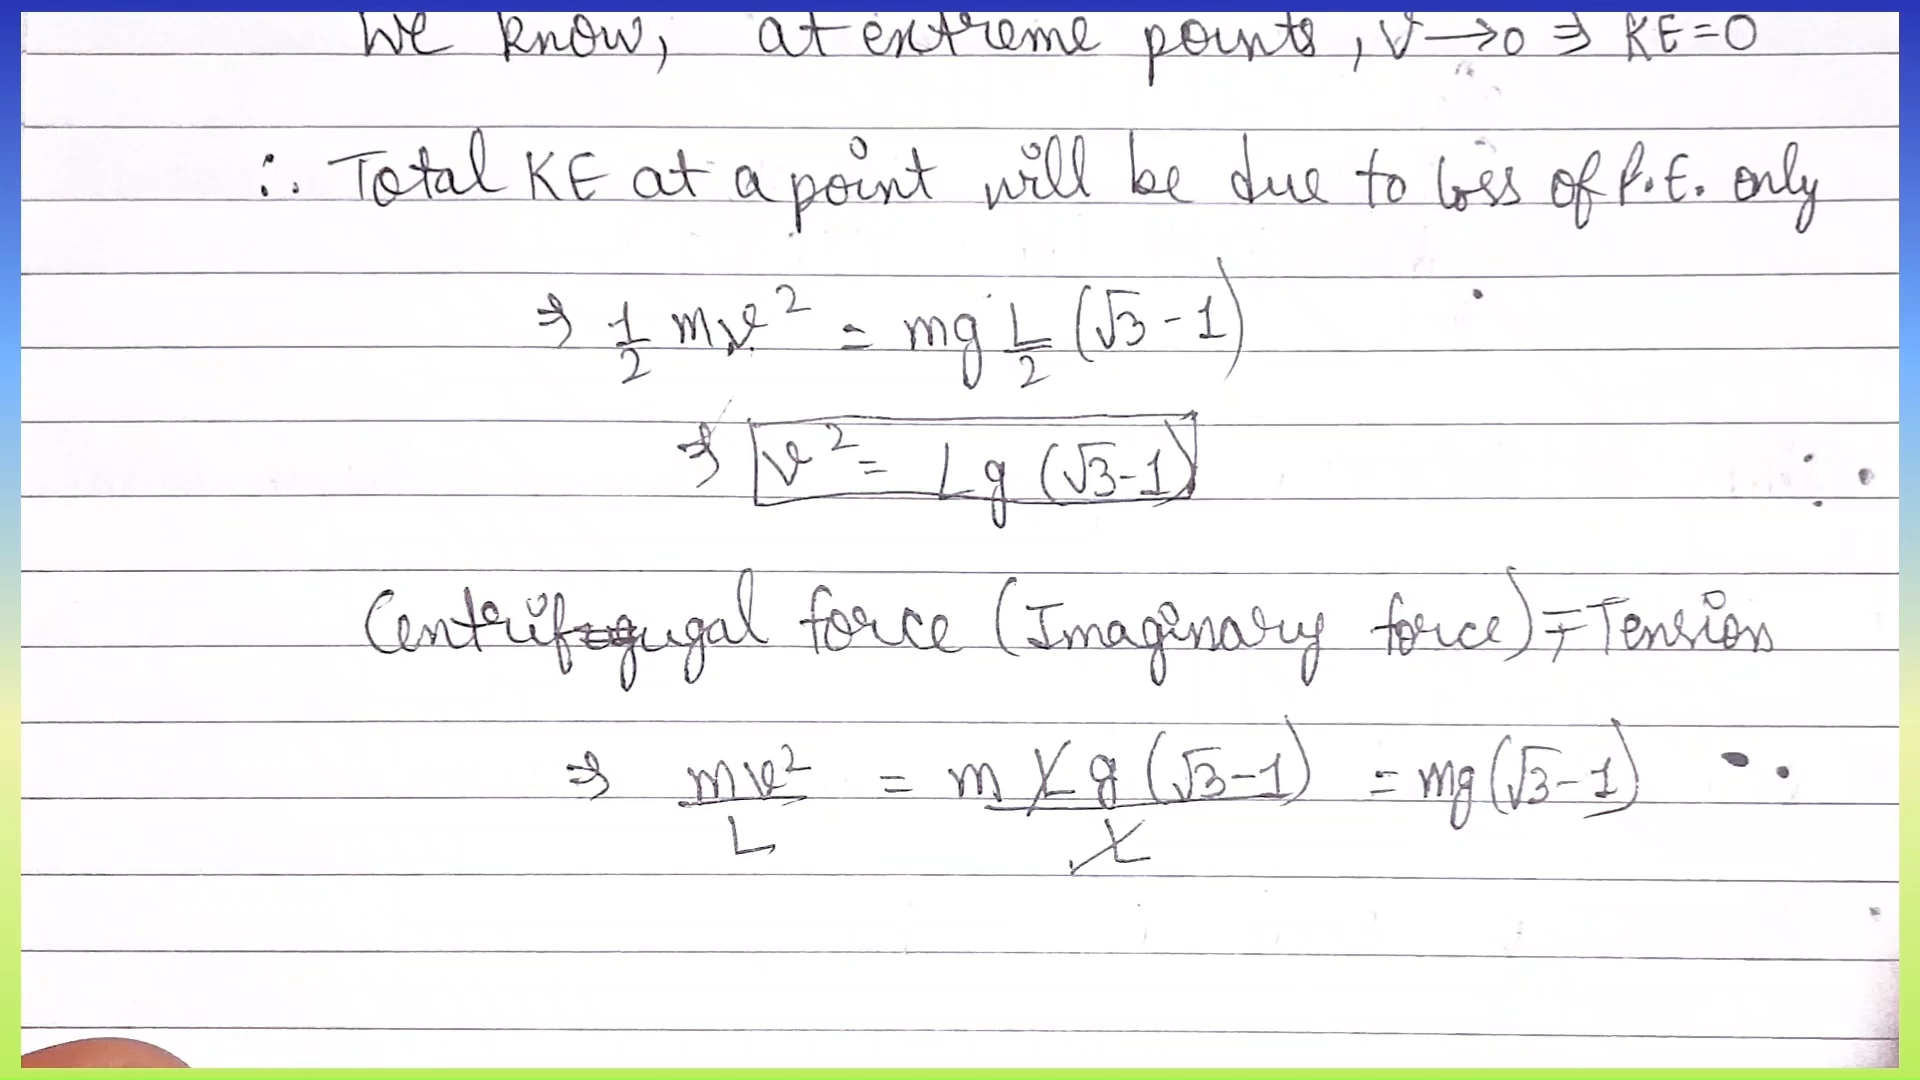 We know, at extreme points, v→0 ⇒ KE=0
∴ Total KE at a point will be due to loss of P.E. only
⇒ 1/2 mv² = mg L/2 (√3-1)
⇒ v² = Lg (√3-1)
Centrifugal force (Imaginary force) = Tension
⇒ mv²/L = mLg(√3-1)/L = mg(√3-1)